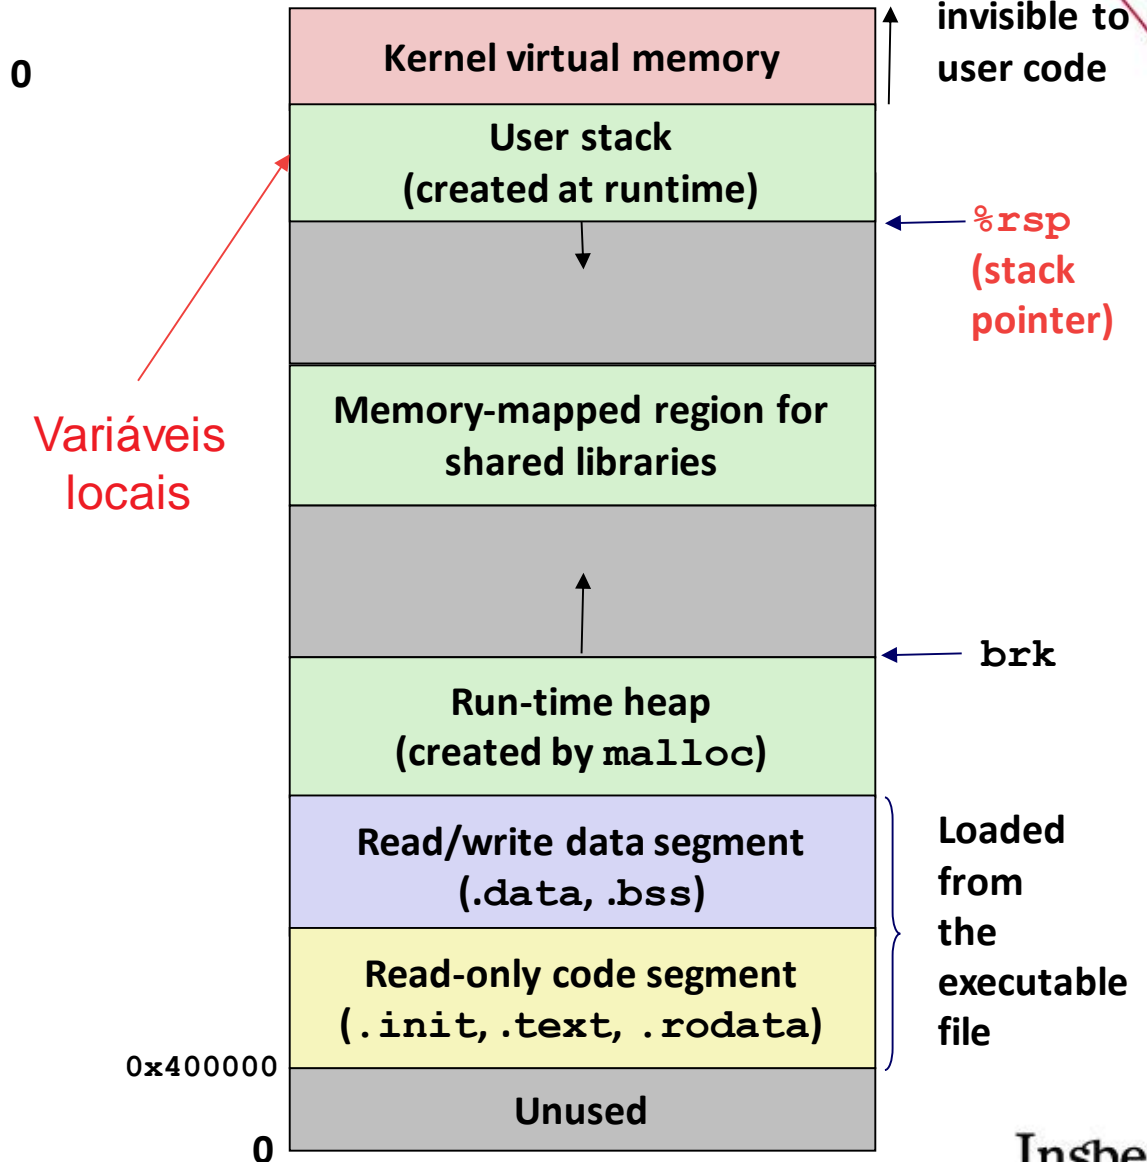 invisible to
user code
0
Kernel virtual memory
User stack
(created at runtime)
%rsp
(stack
pointer)
Variáveis
locais
Memory-mapped region for
shared libraries
brk
Run-time heap
(created by malloc)
Read/write data segment
(.data, .bss)
Loaded
from
the
executable
file
Read-only code segment
(.init, .text, .rodata)
0x400000
Unused
0